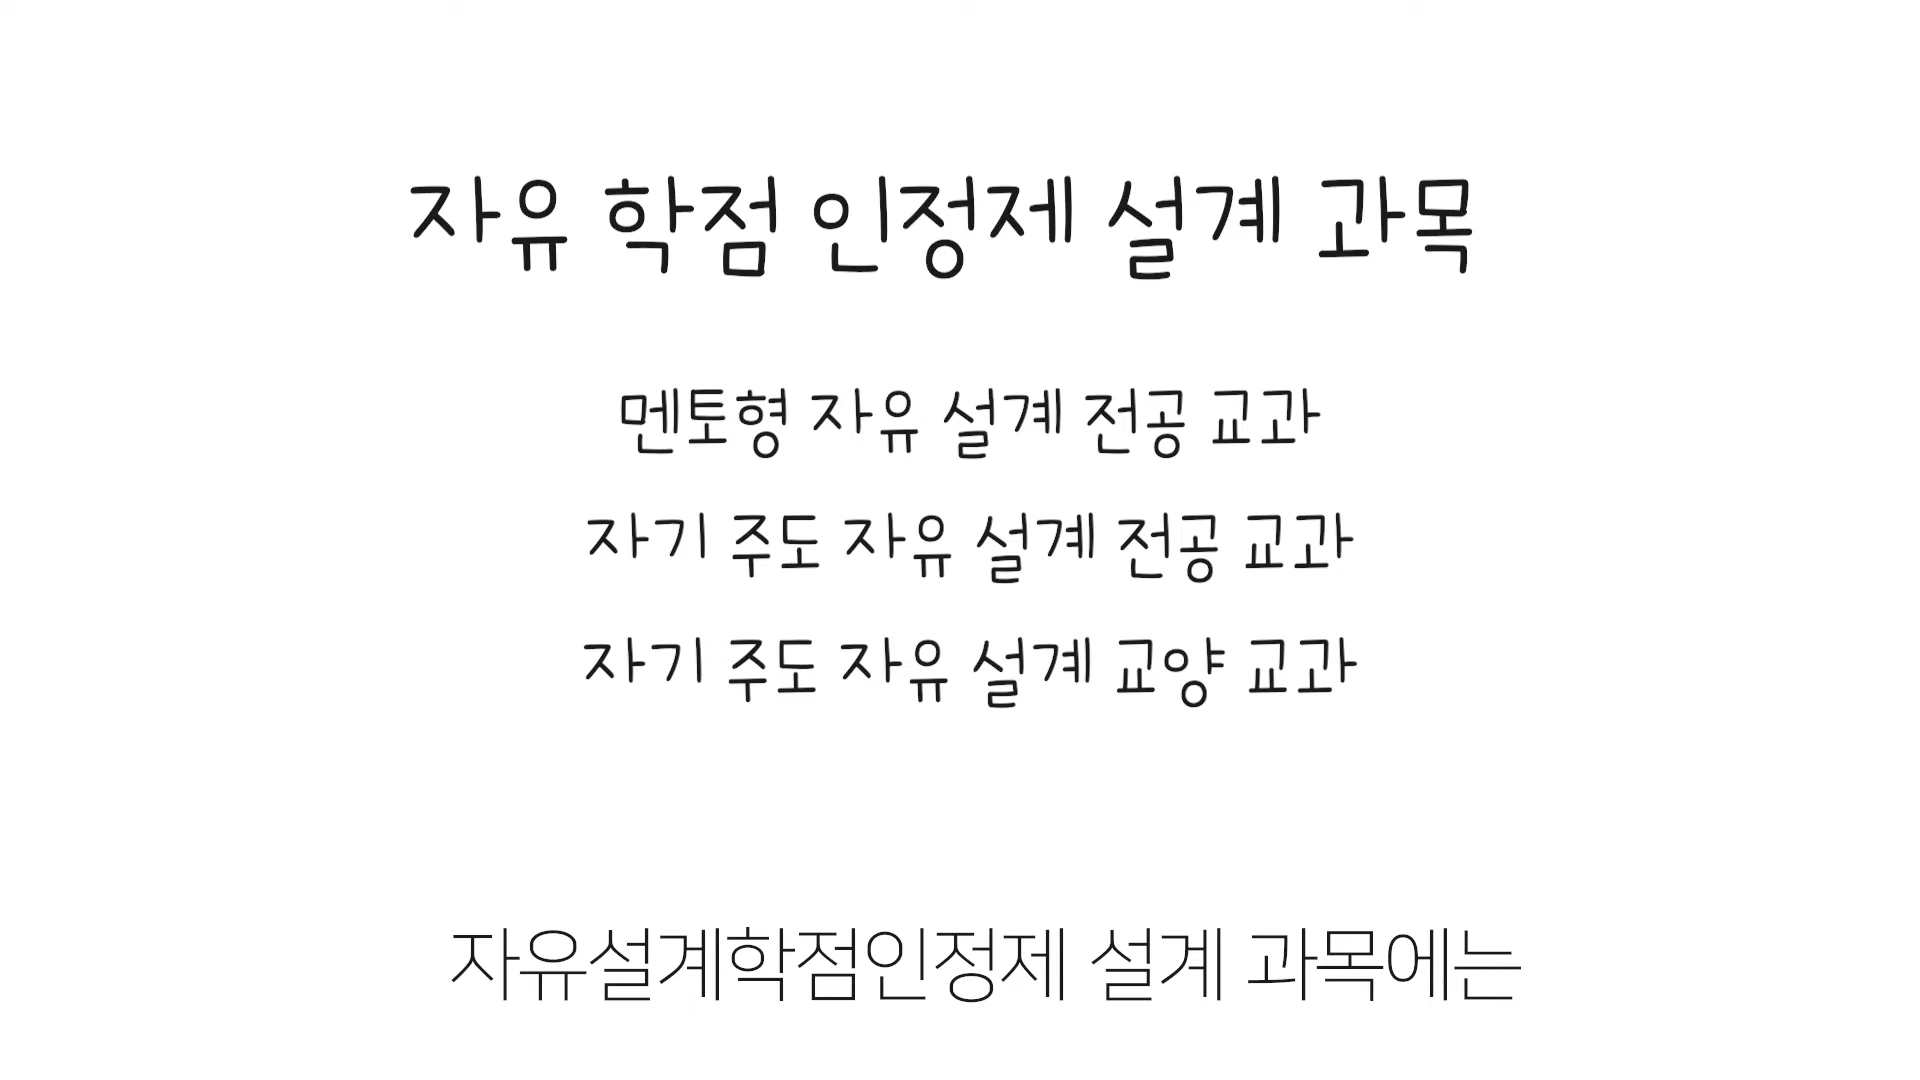 자유 학점 인정제 설계 과목
멘토형 자유 설계 전공 교과
자기 주도 자유 설계 전공 교과
자기 주도 자유 설계 교양 교과
자유설계학점인정제 설계 과목에는